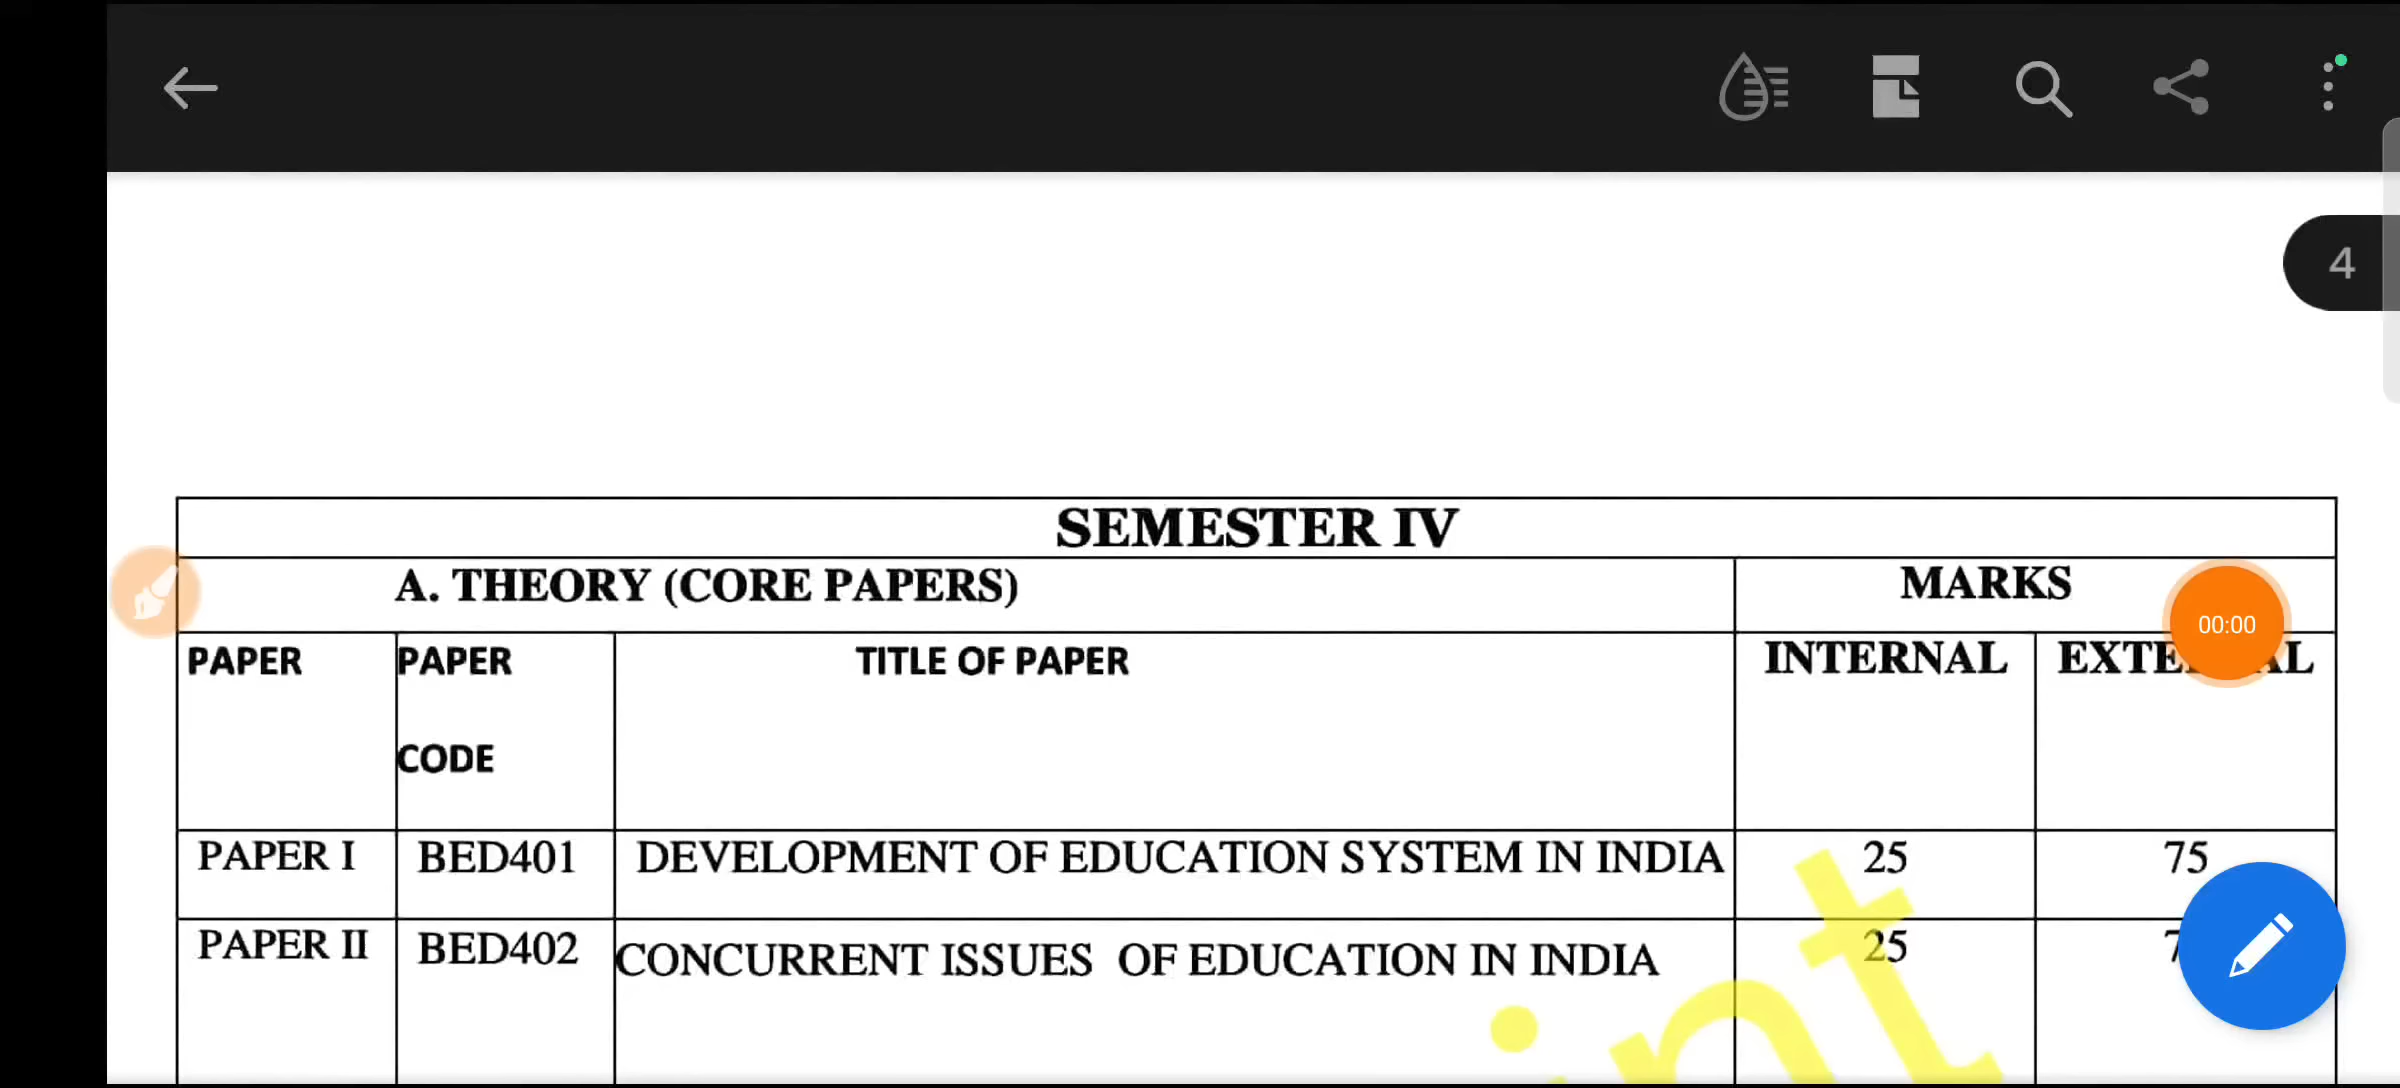 4
SEMESTER IV
A. THEORY (CORE PAPERS) MARKS
PAPER PAPER CODE TITLE OF PAPER INTERNAL
00:00
PAPER I BED401 DEVELOPMENT OF EDUCATION SYSTEM IN INDIA 25 75
PAPER II BED402 CONCURRENT ISSUES OF EDUCATION IN INDIA 25